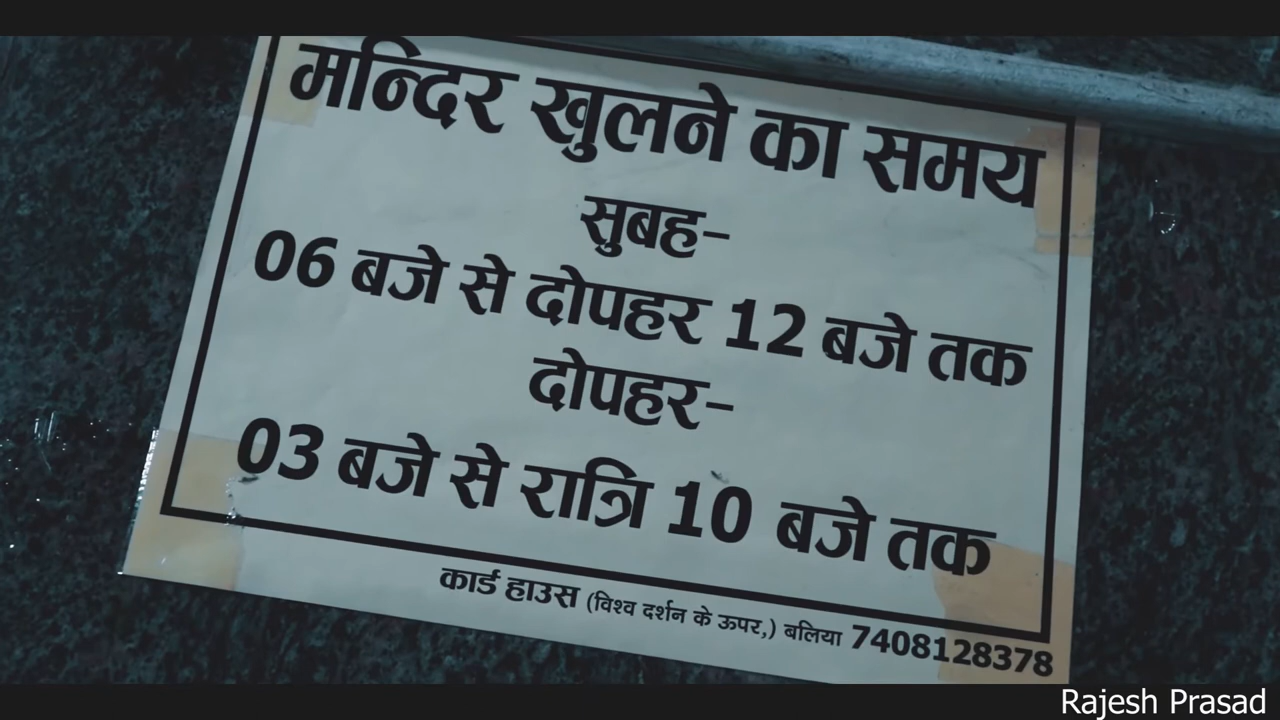 मन्दिर खुलने का समय
सुबह-
06 बजे से दोपहर 12 बजे तक
दोपहर-
03 बजे से रात्रि 10 बजे तक
कार्ड हाउस (विश्व दर्शन के ऊपर,) बलिया 7408128378
Rajesh Prasad